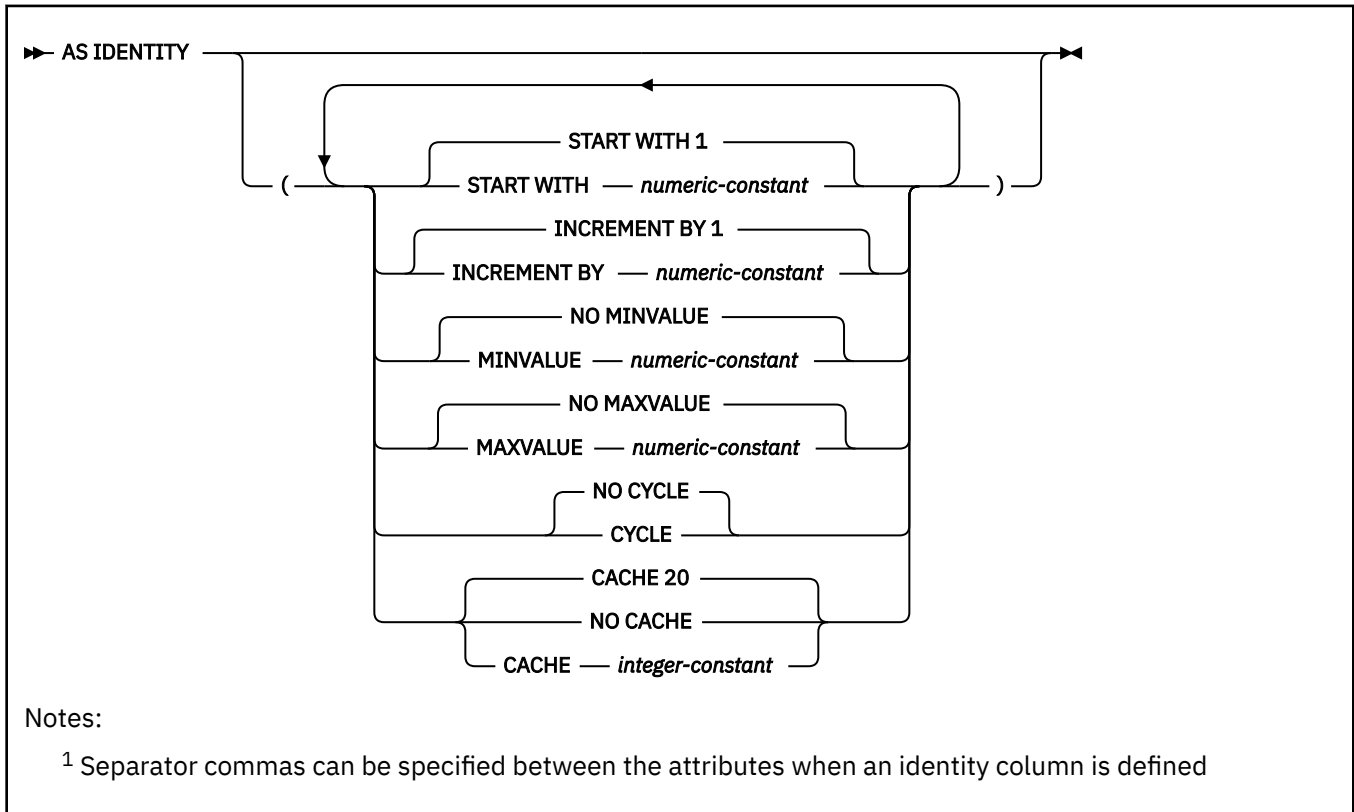 AS IDENTITY
START WITH 1
( START WITH numeric-constant )
INCREMENT BY 1
INCREMENT BY numeric-constant
NO MINVALUE
MINVALUE numeric-constant
NO MAXVALUE
MAXVALUE numeric-constant
NO CYCLE
CYCLE
CACHE 20
NO CACHE
CACHE integer-constant
Notes:
1 Separator commas can be specified between the attributes when an identity column is defined